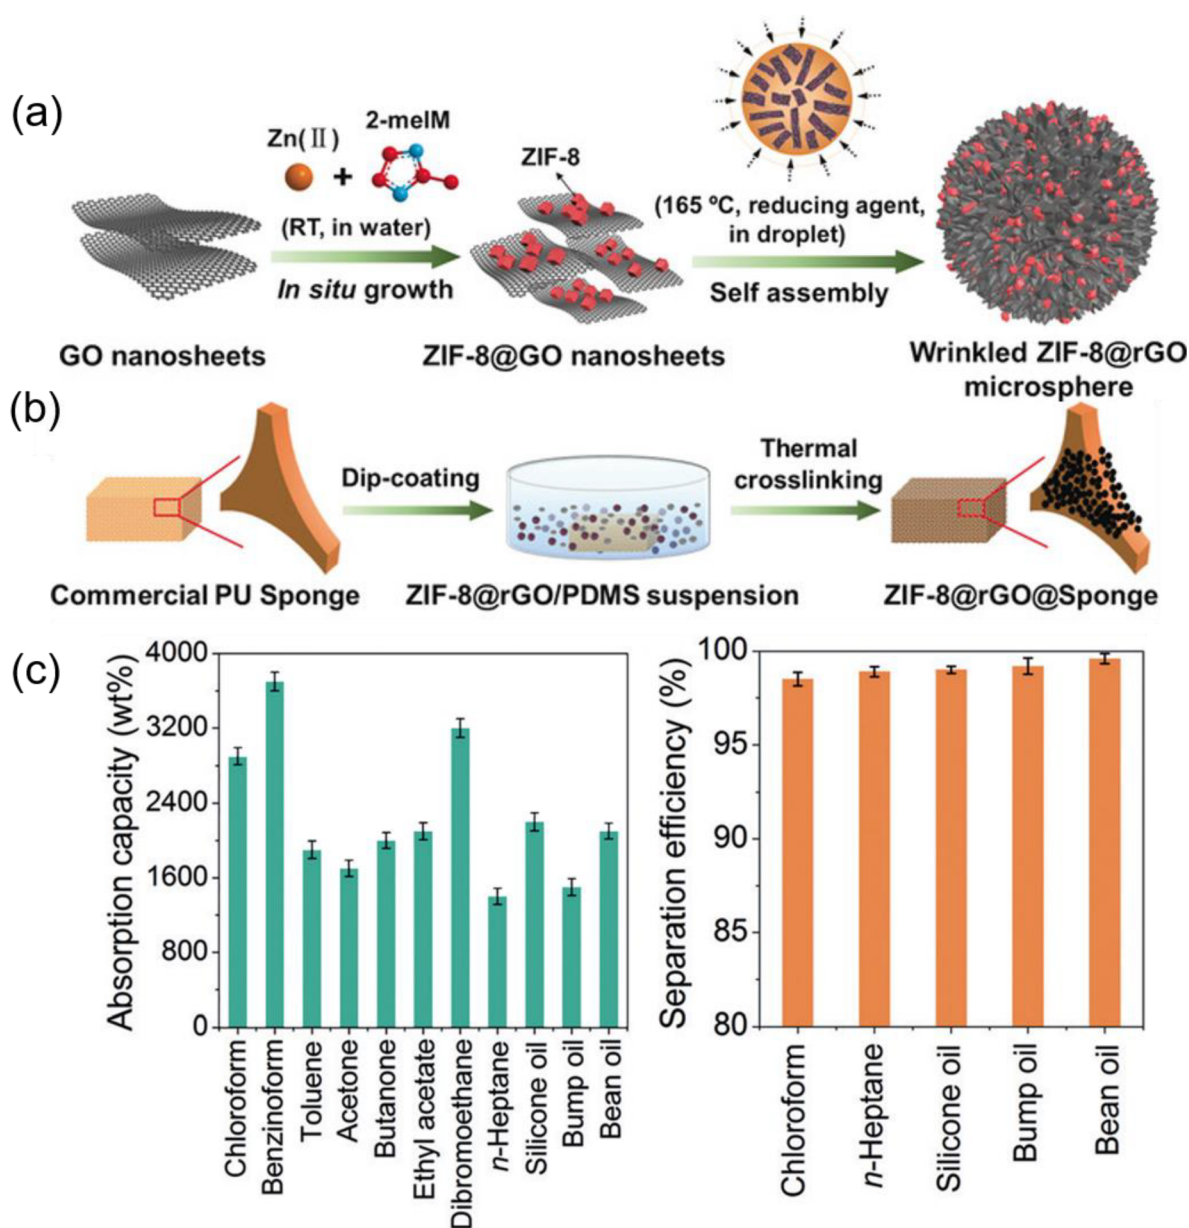 (a)
Zn(Ⅱ)
2-meIM
(RT, in water)
In situ growth
ZIF-8
(165 ºC, reducing agent,
in droplet)
Self assembly
GO nanosheets
ZIF-8@GO nanosheets
Wrinkled ZIF-8@rGO
microsphere
(b)
Dip-coating
Thermal
crosslinking
Commercial PU Sponge
ZIF-8@rGO/PDMS suspension
ZIF-8@rGO@Sponge
(c)
Absorption capacity (wt%)
4000
3200
2400
1600
800
0
Chloroform
Benzinoform
Toluene
Acetone
Butanone
Ethyl acetate
Dibromoethane
n-Heptane
Silicone oil
Bump oil
Bean oil
Separation efficiency (%)
100
95
90
85
80
Chloroform
n-Heptane
Silicone oil
Bump oil
Bean oil